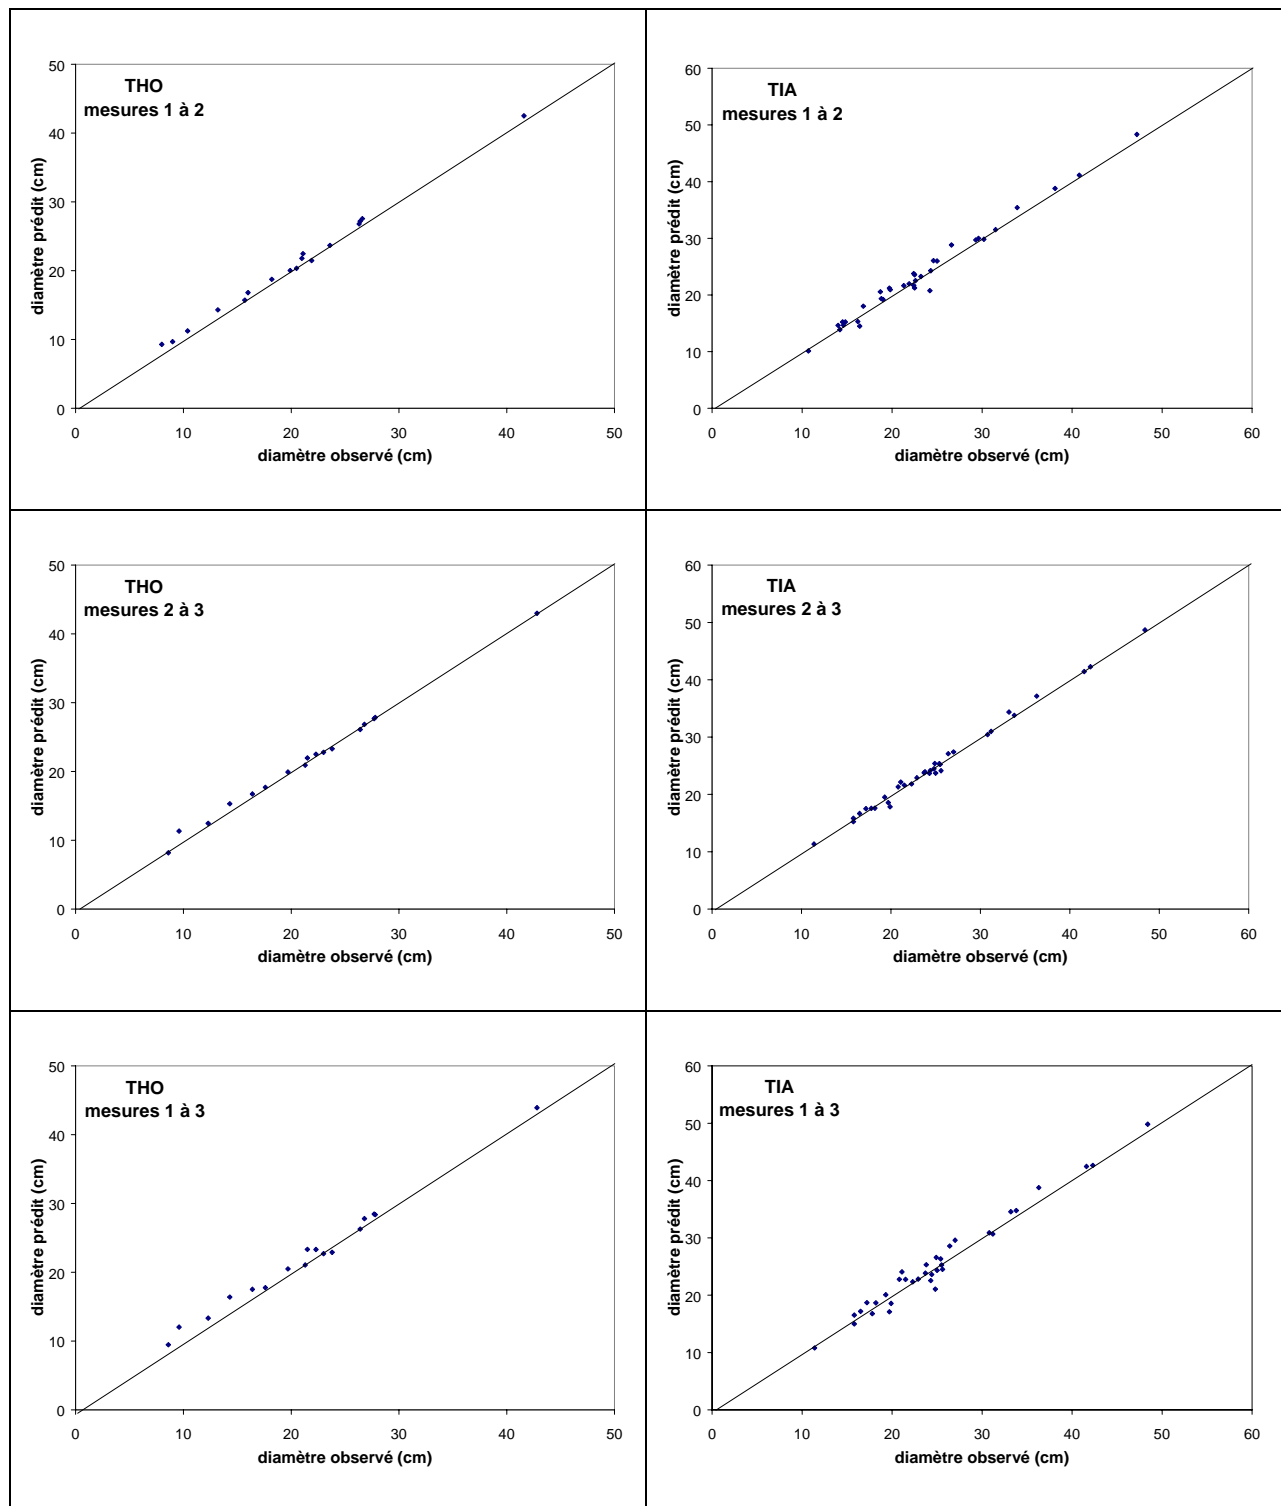 THO
mesures 1 à 2
diamètre prédit (cm)
50
40
30
20
10
0
0 10 20 30 40 50
diamètre observé (cm)
TIA
mesures 1 à 2
diamètre prédit (cm)
60
50
40
30
20
10
0
0 10 20 30 40 50 60
diamètre observé (cm)
THO
mesures 2 à 3
diamètre prédit (cm)
50
40
30
20
10
0
0 10 20 30 40 50
diamètre observé (cm)
TIA
mesures 2 à 3
diamètre prédit (cm)
60
50
40
30
20
10
0
0 10 20 30 40 50 60
diamètre observé (cm)
THO
mesures 1 à 3
diamètre prédit (cm)
50
40
30
20
10
0
0 10 20 30 40 50
diamètre observé (cm)
TIA
mesures 1 à 3
diamètre prédit (cm)
60
50
40
30
20
10
0
0 10 20 30 40 50 60
diamètre observé (cm)